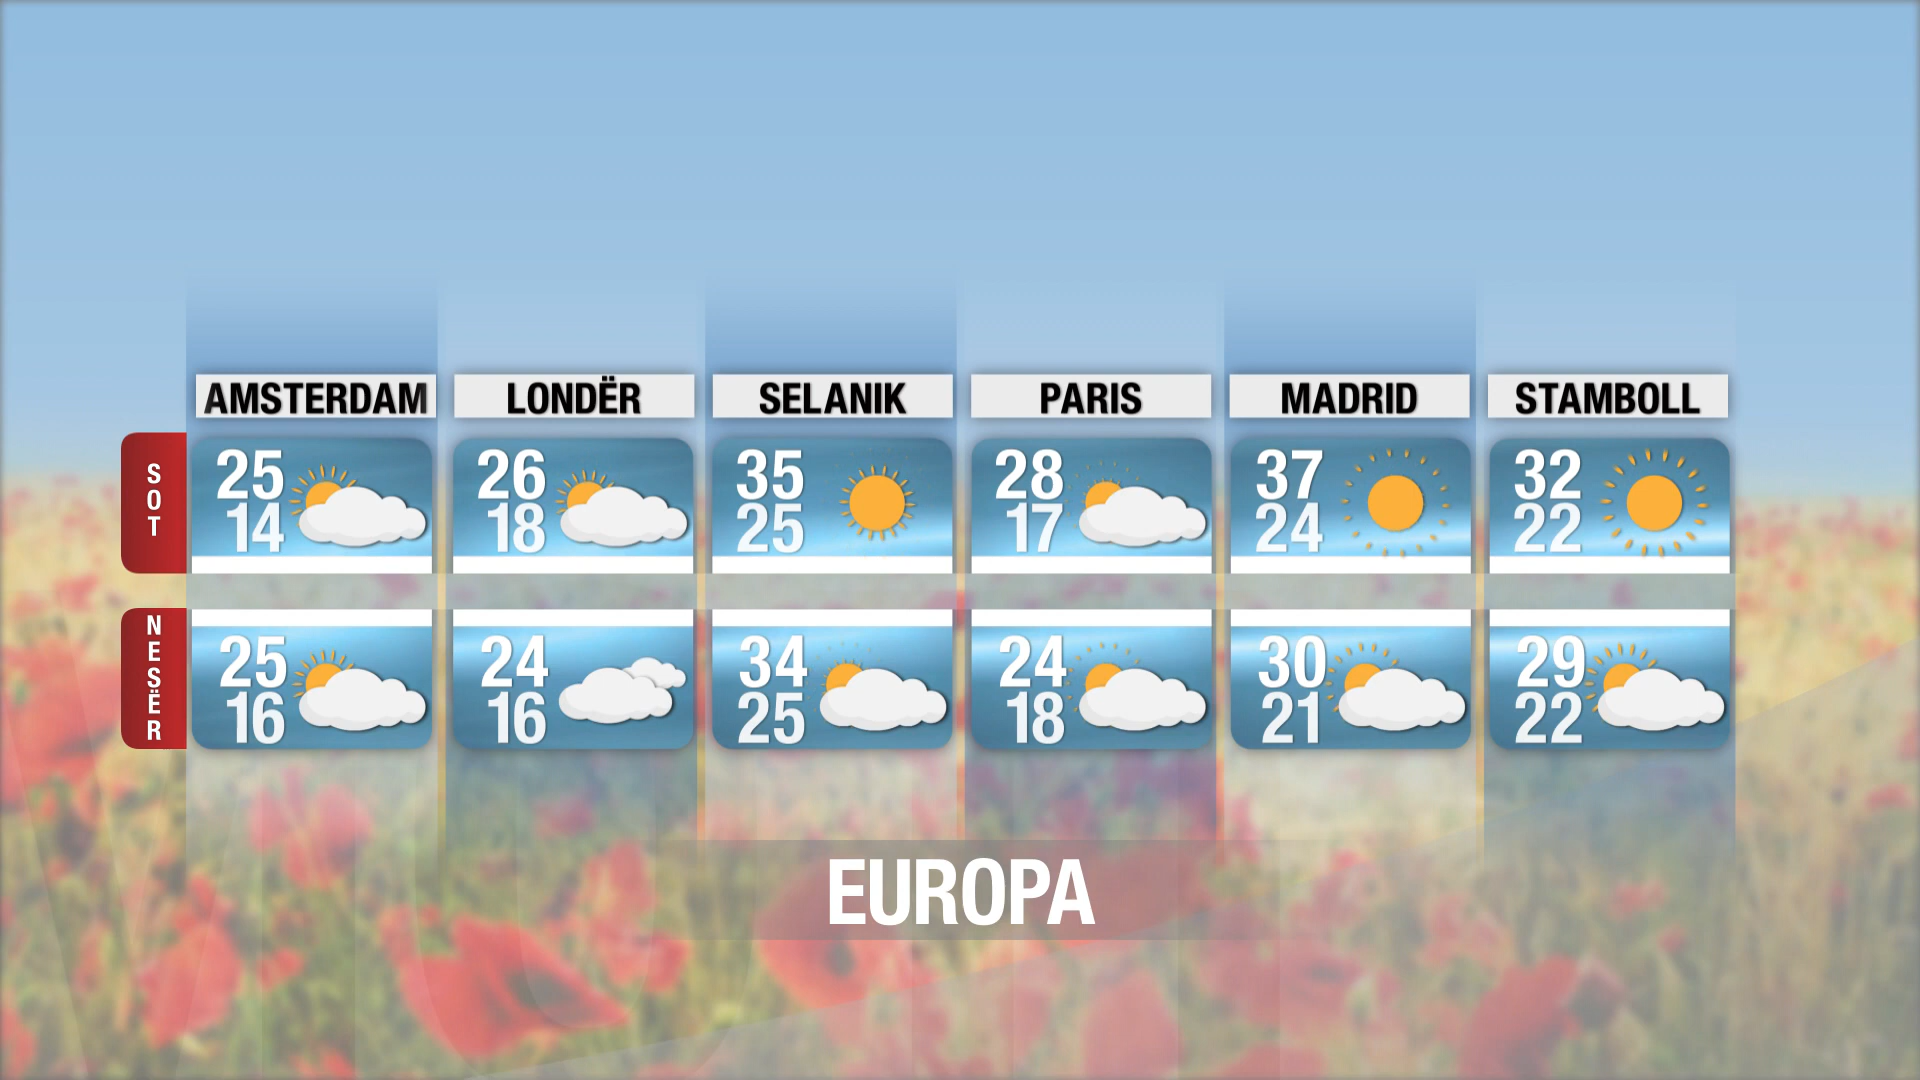 AMSTERDAM LONDËR SELANIK PARIS MADRID STAMBOLL
SOT
25 26 35 28 37 32
14 18 25 17 24 22
NESËR
25 24 34 24 30 29
16 16 25 18 21 22
EUROPA